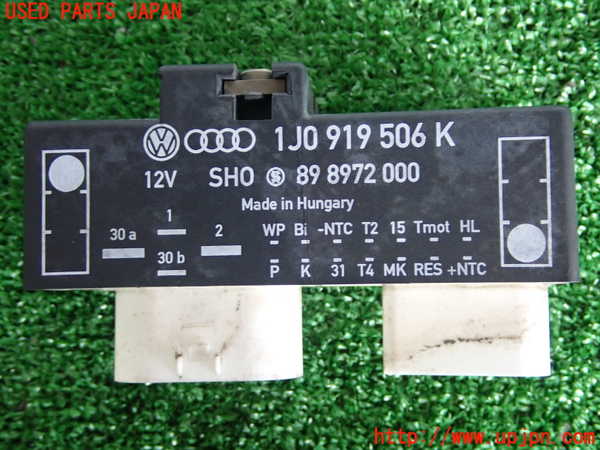 USED PARTS JAPAN
VW 1J0 919 506 K
12V SHO S 89 8972 000
Made in Hungary
1
30 a 2
30 b
WP Bi -NTC T2 15 Tmot HL
P K 31 T4 MK RES +NTC
http://www.upjpn.com